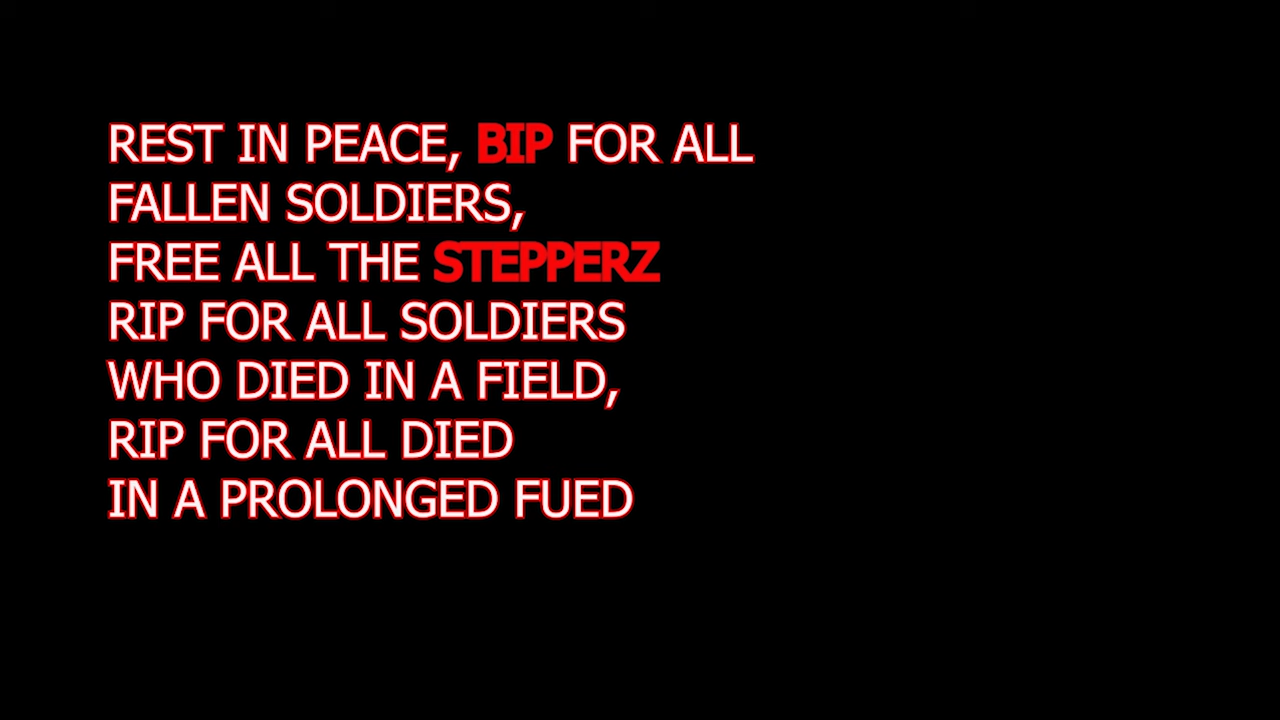 REST IN PEACE, BIP FOR ALL
FALLEN SOLDIERS,
FREE ALL THE STEPPERZ
RIP FOR ALL SOLDIERS
WHO DIED IN A FIELD,
RIP FOR ALL DIED
IN A PROLONGED FUED